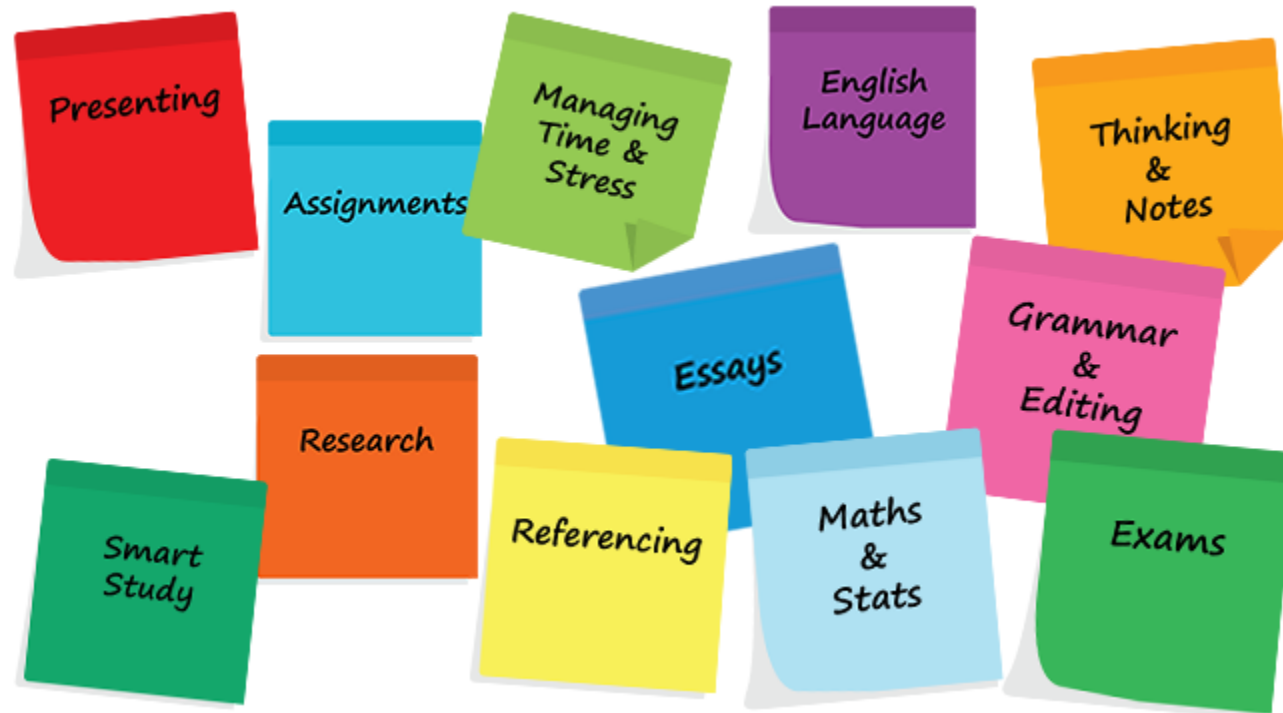 Presenting
Assignments
Managing
Time &
Stress
English
Language
Thinking
&
Notes
Essays
Grammar
&
Editing
Research
Smart
Study
Referencing
Maths
&
Stats
Exams